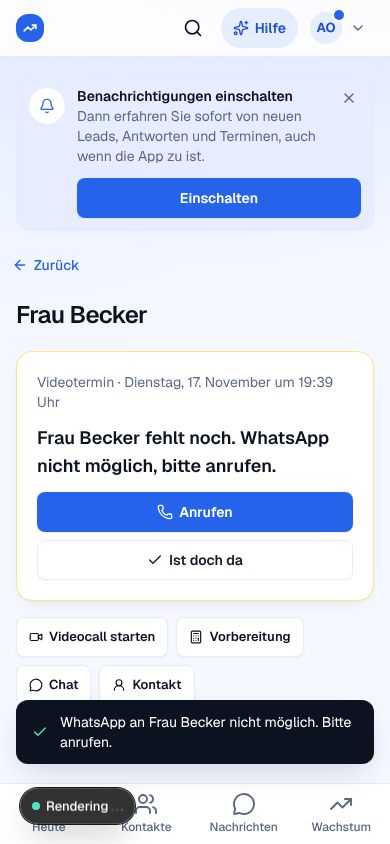 Hilfe
AO
Benachrichtigungen einschalten
Dann erfahren Sie sofort von neuen
Leads, Antworten und Terminen, auch
wenn die App zu ist.
Einschalten
Zurück
Frau Becker
Videotermin · Dienstag, 17. November um 19:39
Uhr
Frau Becker fehlt noch. WhatsApp
nicht möglich, bitte anrufen.
Anrufen
Ist doch da
Videocall starten
Vorbereitung
Chat
Kontakt
WhatsApp an Frau Becker nicht möglich. Bitte
anrufen.
Rendering ...
Heute
Kontakte
Nachrichten
Wachstum